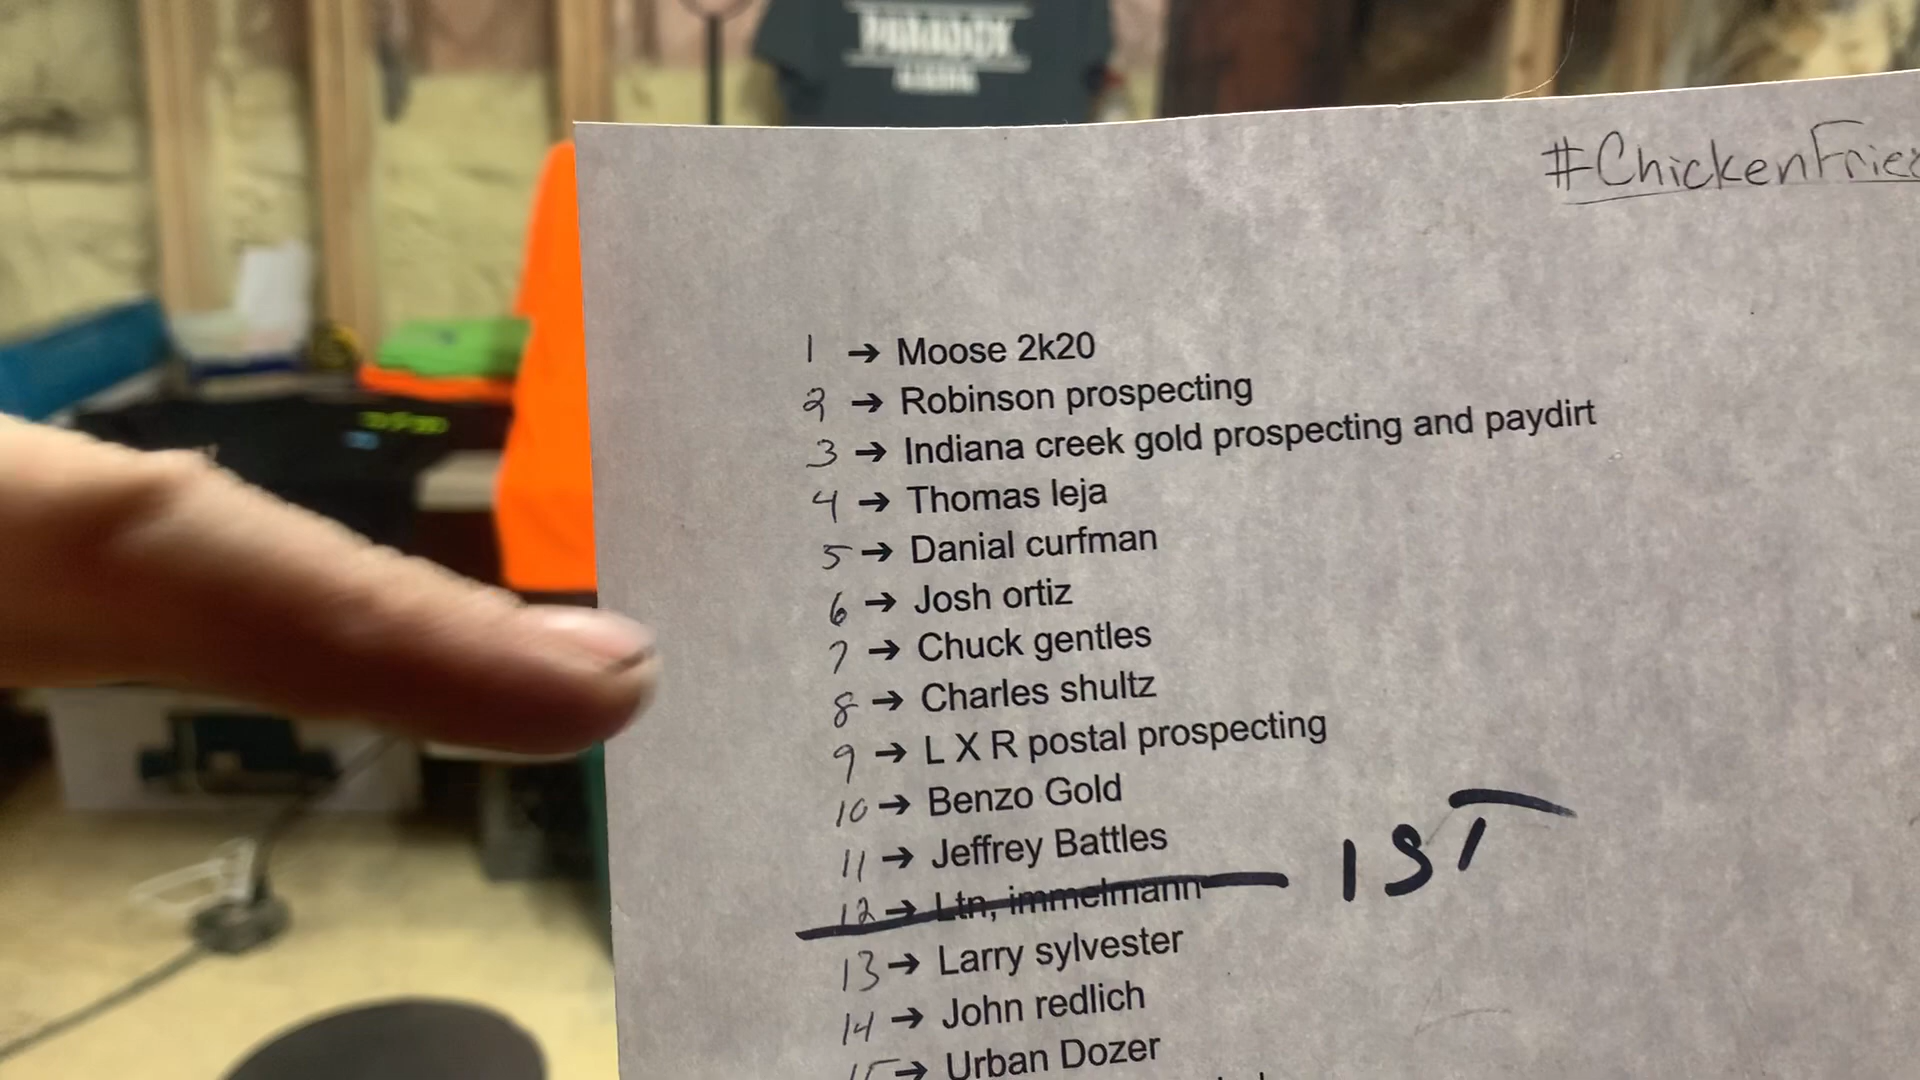 #ChickenFried
1 → Moose 2k20
2 → Robinson prospecting
3 → Indiana creek gold prospecting and paydirt
4 → Thomas leja
5 → Danial curfman
6 → Josh ortiz
7 → Chuck gentles
8 → Charles shultz
9 → L X R postal prospecting
10 → Benzo Gold
11 → Jeffrey Battles
12 → Ltn, immelmann 1ST
13 → Larry sylvester
14 → John redlich
15 → Urban Dozer